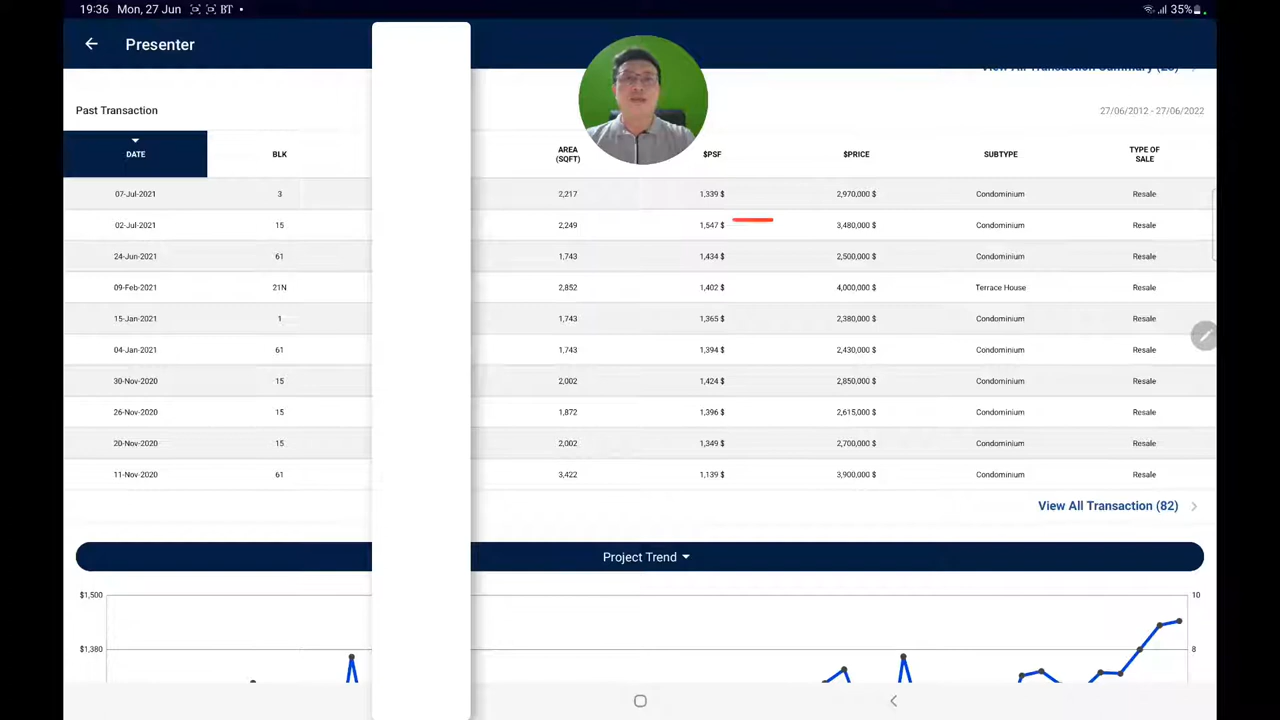 19:36 Mon, 27 Jun BT • 35%
Presenter
Past Transaction 27/06/2012 - 27/06/2022
DATE BLK AREA (SQFT) $PSF $PRICE SUBTYPE TYPE OF SALE
07-Jul-2021 3 2,217 1,339 $ 2,970,000 $ Condominium Resale
02-Jul-2021 15 2,249 1,547 $ 3,480,000 $ Condominium Resale
24-Jun-2021 61 1,743 1,434 $ 2,500,000 $ Condominium Resale
09-Feb-2021 21N 2,852 1,402 $ 4,000,000 $ Terrace House Resale
15-Jan-2021 1 1,743 1,365 $ 2,380,000 $ Condominium Resale
04-Jan-2021 61 1,743 1,394 $ 2,430,000 $ Condominium Resale
30-Nov-2020 15 2,002 1,424 $ 2,850,000 $ Condominium Resale
26-Nov-2020 15 1,872 1,396 $ 2,615,000 $ Condominium Resale
20-Nov-2020 15 2,002 1,349 $ 2,700,000 $ Condominium Resale
11-Nov-2020 61 3,422 1,139 $ 3,900,000 $ Condominium Resale
View All Transaction (82)
Project Trend
$1,500 10
$1,380 8